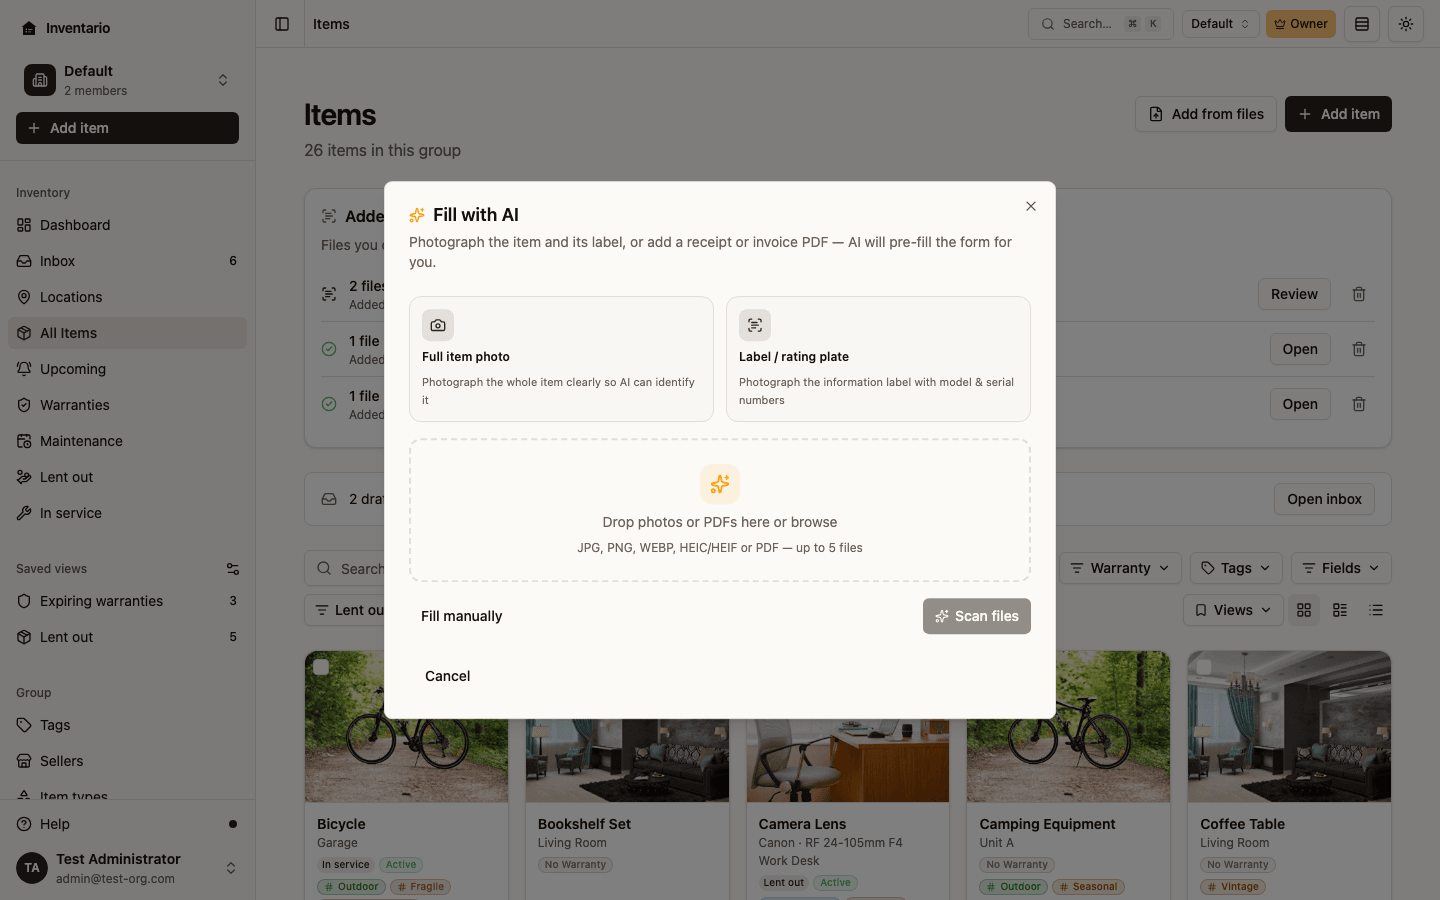 Inventario
Default
2 members
Add item
Inventory
Dashboard
Inbox 6
Locations
All Items
Upcoming
Warranties
Maintenance
Lent out
In service
Saved views
Expiring warranties 3
Lent out 5
Group
Tags
Sellers
Item types
Help
TA
Test Administrator
admin@test-org.com
Items
Search... ⌘ K
Default
Owner
Items
26 items in this group
Add from files
Add item
Adde
Files you
2 files
Added
Review
1 file
Added
Open
1 file
Added
Open
2 dra
Open inbox
Search
Warranty
Tags
Fields
Lent ou
Views
Fill with AI
Photograph the item and its label, or add a receipt or invoice PDF — AI will pre-fill the form for
you.
Full item photo
Photograph the whole item clearly so AI can identify
it
Label / rating plate
Photograph the information label with model & serial
numbers
Drop photos or PDFs here or browse
JPG, PNG, WEBP, HEIC/HEIF or PDF — up to 5 files
Fill manually
Scan files
Cancel
Bicycle
Garage
In service Active
# Outdoor # Fragile
Bookshelf Set
Living Room
No Warranty
Camera Lens
Canon · RF 24-105mm F4
Work Desk
Lent out Active
Camping Equipment
Unit A
No Warranty
# Outdoor # Seasonal
Coffee Table
Living Room
No Warranty
# Vintage